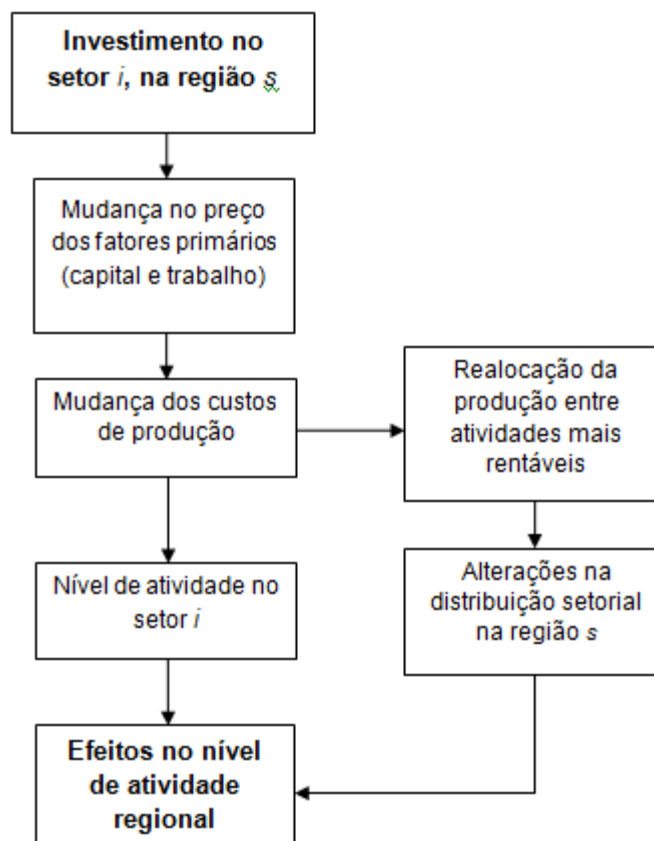 Investimento no
setor i, na região s
Mudança no preço
dos fatores primários
(capital e trabalho)
Mudança dos custos
de produção
Realocação da
produção entre
atividades mais
rentáveis
Nível de atividade no
setor i
Alterações na
distribuição setorial
na região s
Efeitos no nível
de atividade
regional